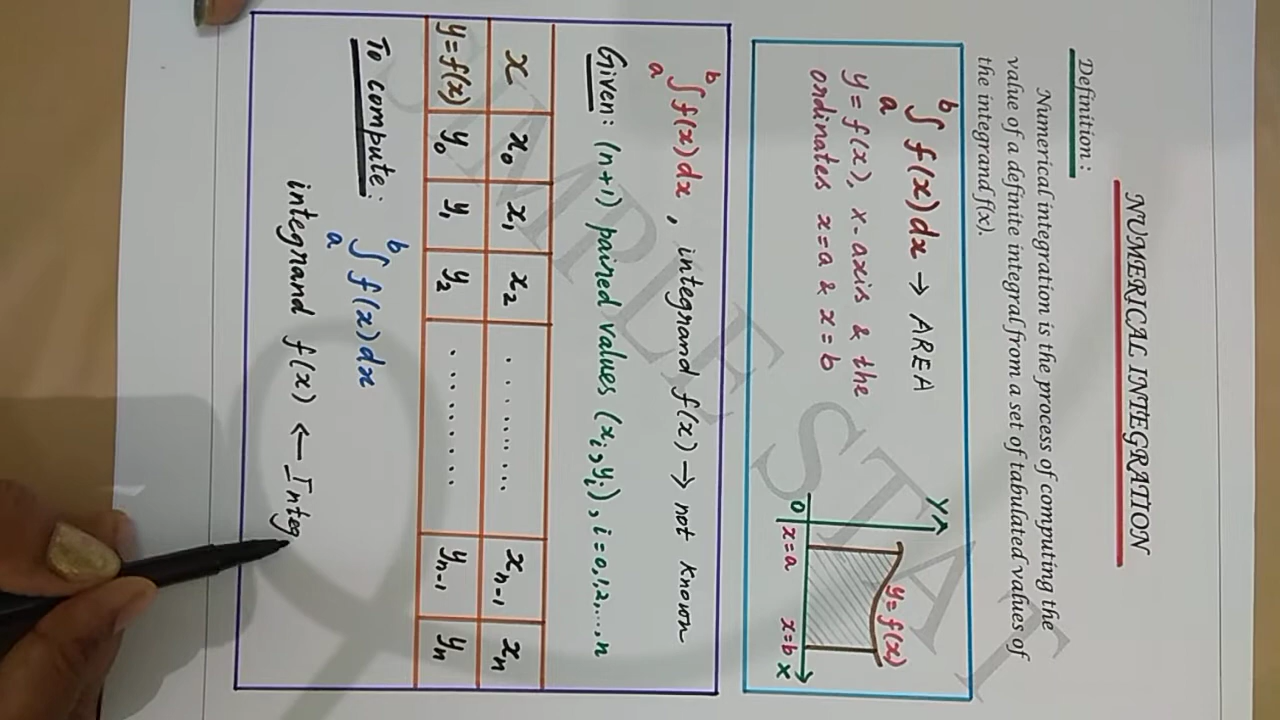 NUMERICAL INTEGRATION
Definition :
Numerical integration is the process of computing the
value of a definite integral from a set of tabulated values of
the integrand f(x).
∫ₐᵇ f(x)dx → AREA
y = f(x), x-axis & the
ordinates x=a & x=b
Y
y=f(x)
O x=a x=b X
∫ₐᵇ f(x)dx , integrand f(x) → not known
Given: (n+1) paired values (xᵢ, yᵢ), i=0,1,2,...,n
x x₀ x₁ x₂ ......... xₙ₋₁ xₙ
y=f(x) y₀ y₁ y₂ ......... yₙ₋₁ yₙ
To compute: ∫ₐᵇ f(x)dx
integrand f(x) ← Integ
SIMPLE STAT